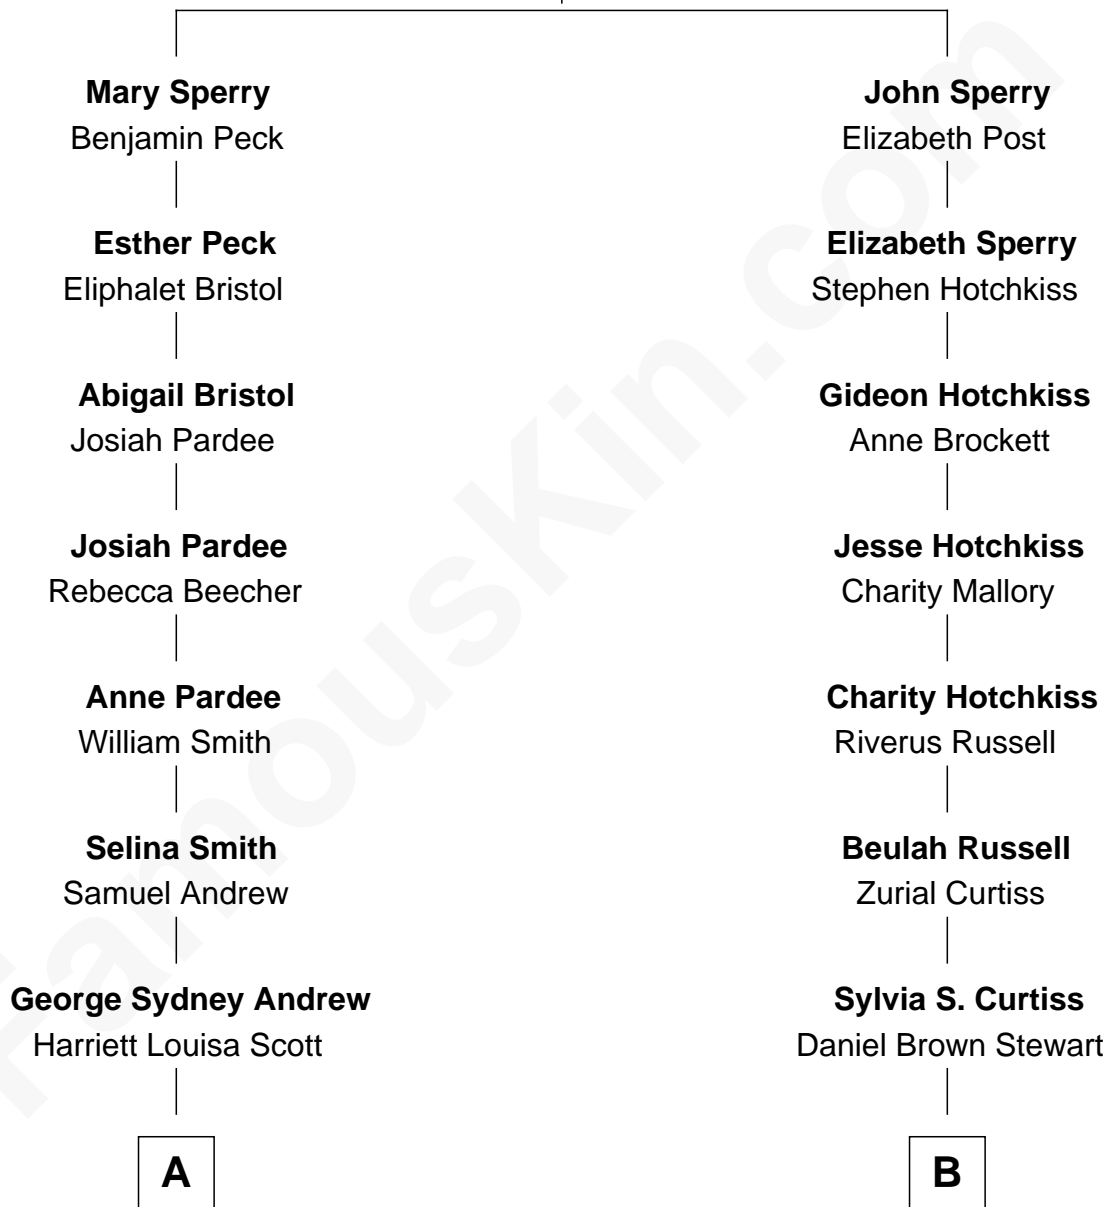 Mary Sperry
Benjamin Peck
John Sperry
Elizabeth Post
Esther Peck
Eliphalet Bristol
Elizabeth Sperry
Stephen Hotchkiss
Abigail Bristol
Josiah Pardee
Gideon Hotchkiss
Anne Brockett
Josiah Pardee
Rebecca Beecher
Jesse Hotchkiss
Charity Mallory
Anne Pardee
William Smith
Charity Hotchkiss
Riverus Russell
Selina Smith
Samuel Andrew
Beulah Russell
Zurial Curtiss
George Sydney Andrew
Harriett Louisa Scott
Sylvia S. Curtiss
Daniel Brown Stewart
A
B
FamousKin.com